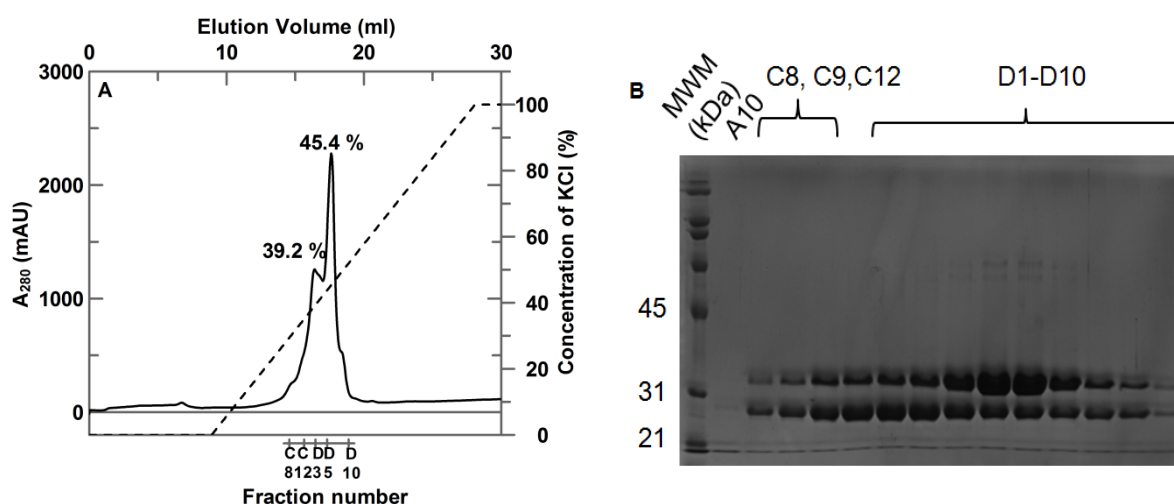 Elution Volume (ml)
0 10 20 30
A
3000
2000
1000
0
A280 (mAU)
39.2 %
45.4 %
100
80
60
40
20
0
Concentration of KCl (%)
C C D D D
8 12 3 5 10
Fraction number
B
MWM
(kDa)
A10
C8, C9,C12
D1-D10
45
31
21